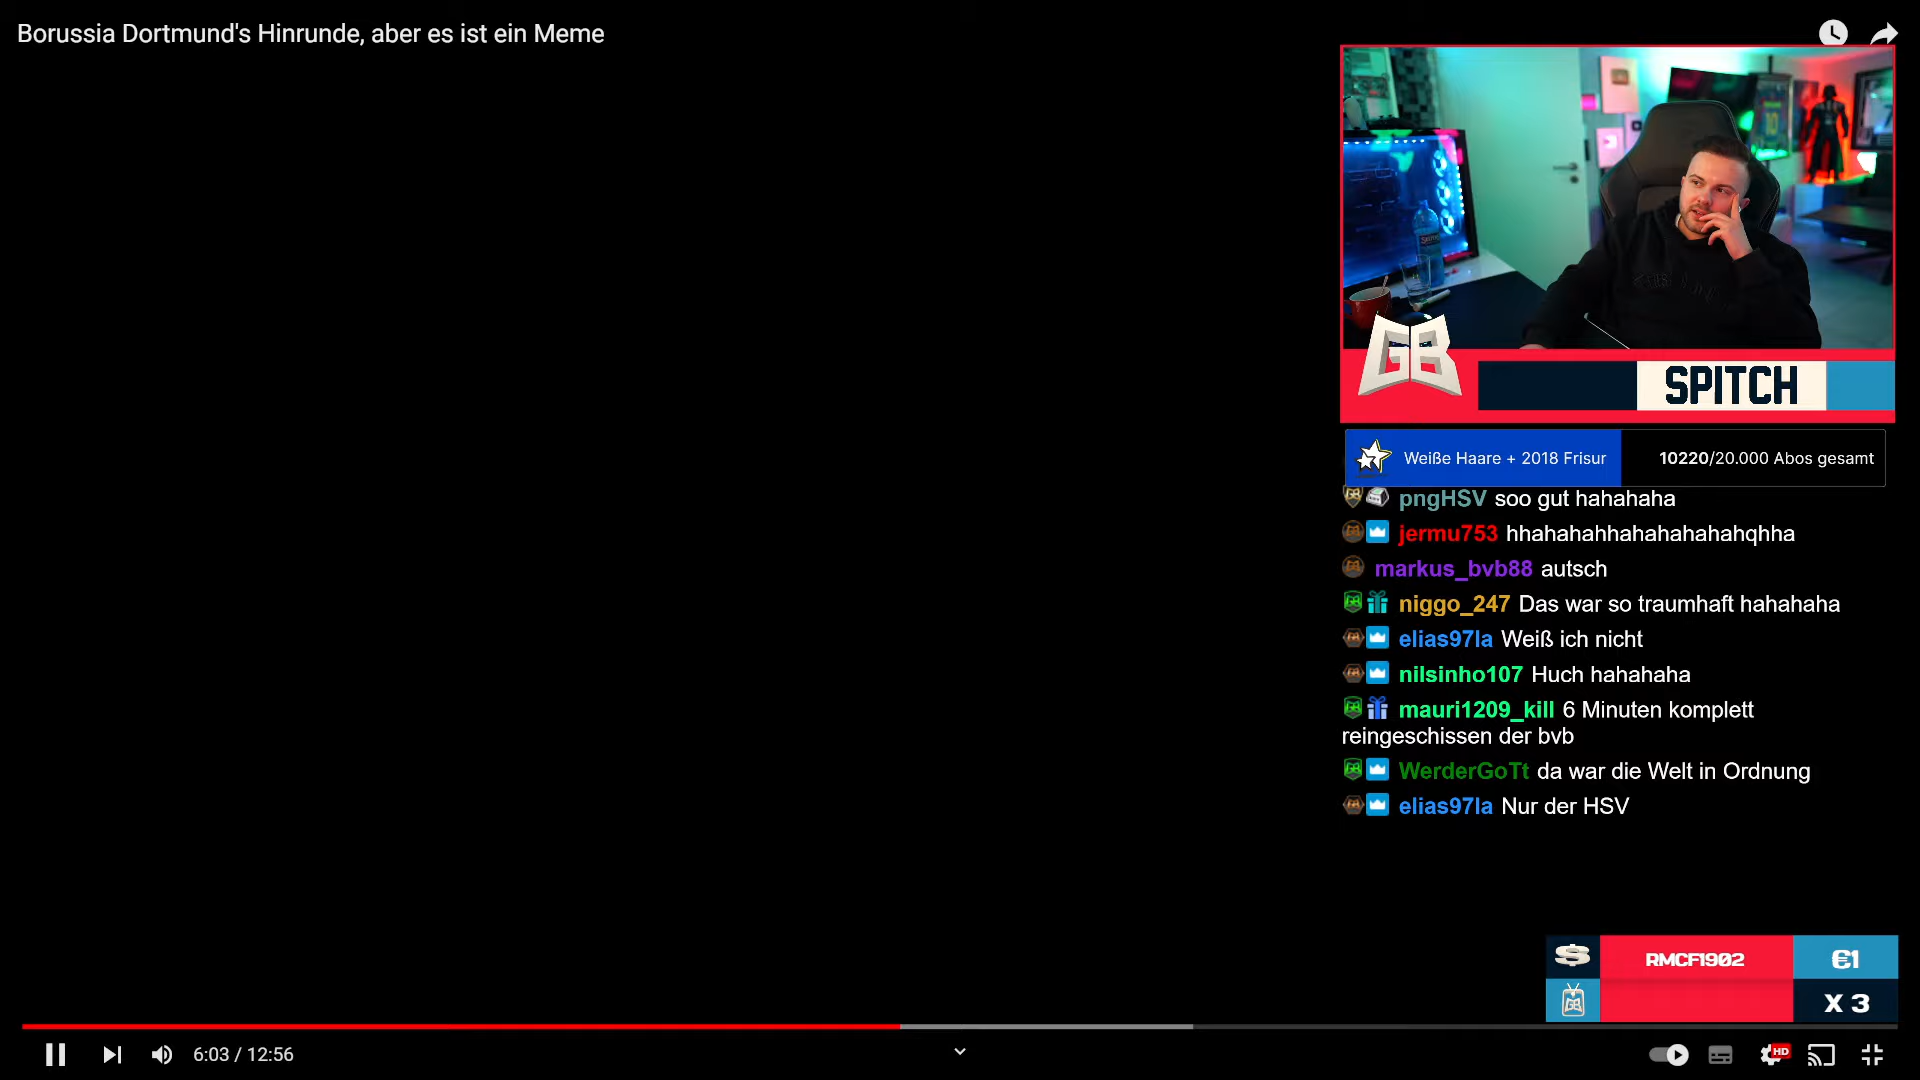 Borussia Dortmund's Hinrunde, aber es ist ein Meme
GB
SPITCH
Weiße Haare + 2018 Frisur
10220/20.000 Abos gesamt
pngHSV soo gut hahahaha
jermu753 hhahahahhahahahahahqhha
markus_bvb88 autsch
niggo_247 Das war so traumhaft hahahaha
elias97la Weiß ich nicht
nilsinho107 Huch hahahaha
mauri1209_kill 6 Minuten komplett
reingeschissen der bvb
WerderGoTt da war die Welt in Ordnung
elias97la Nur der HSV
RMCF1902 €1
GB X 3
6:03 / 12:56
HD